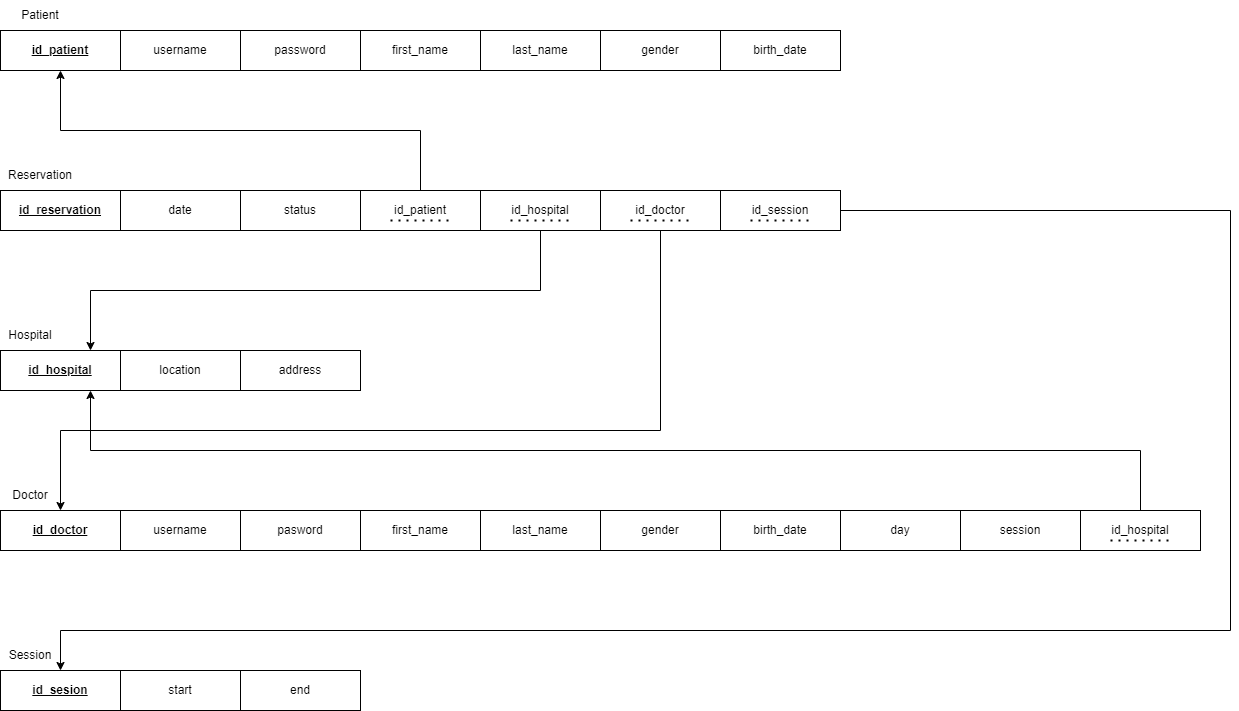 Patient
id_patient username password first_name last_name gender birth_date
Reservation
id_reservation date status id_patient id_hospital id_doctor id_session
Hospital
id_hospital location address
Doctor
id_doctor username pasword first_name last_name gender birth_date day session id_hospital
Session
id_sesion start end